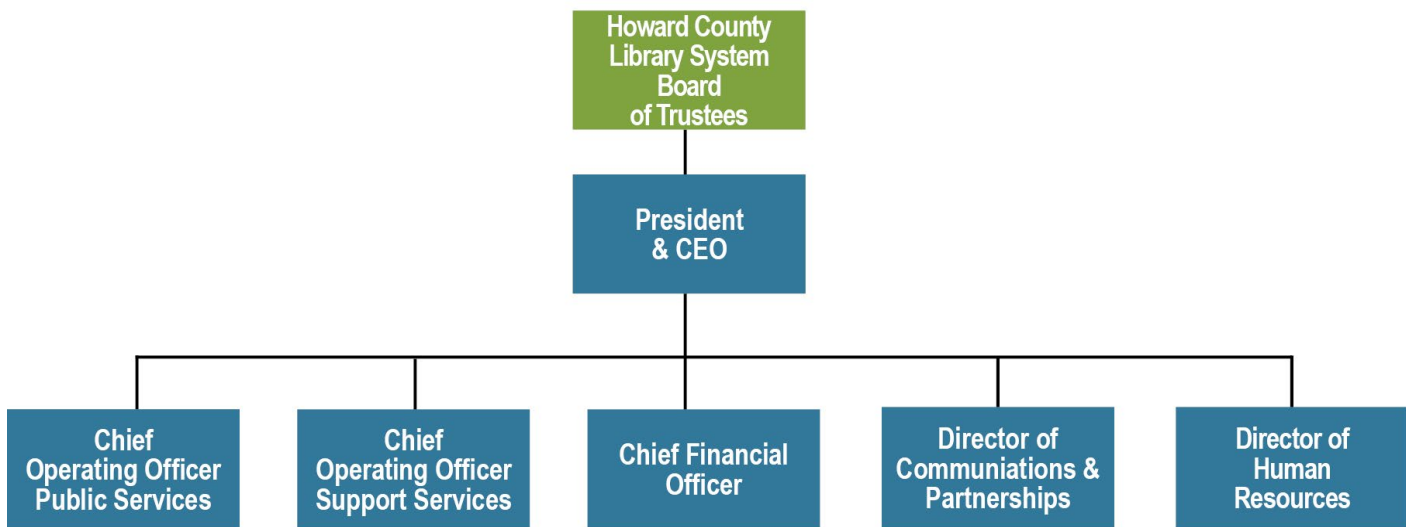 Howard County
Library System
Board
of Trustees
President
& CEO
Chief
Operating Officer
Public Services
Chief
Operating Officer
Support Services
Chief Financial
Officer
Director of
Communiations &
Partnerships
Director of
Human
Resources